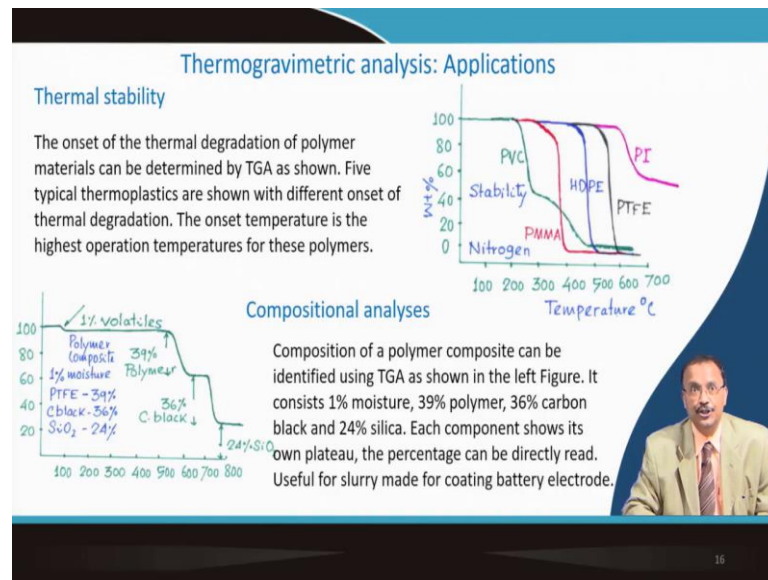 Thermogravimetric analysis: Applications
Thermal stability
The onset of the thermal degradation of polymer
materials can be determined by TGA as shown. Five
typical thermoplastics are shown with different onset of
thermal degradation. The onset temperature is the
highest operation temperatures for these polymers.
100
80
60
40
20
0
Wt%
PVC
Stability
Nitrogen
PMMA
HDPE
PTFE
PI
100 200 300 400 500 600 700
Temperature °C
100
80
60
40
20
1% volatiles
Polymer
Composite
1% moisture
PTFE - 39%
C black - 36%
SiO2 - 24%
39%
Polymer
36%
C. black
24% SiO
100 200 300 400 500 600 700 800
Compositional analyses
Composition of a polymer composite can be
identified using TGA as shown in the left Figure. It
consists 1% moisture, 39% polymer, 36% carbon
black and 24% silica. Each component shows its
own plateau, the percentage can be directly read.
Useful for slurry made for coating battery electrode.
16